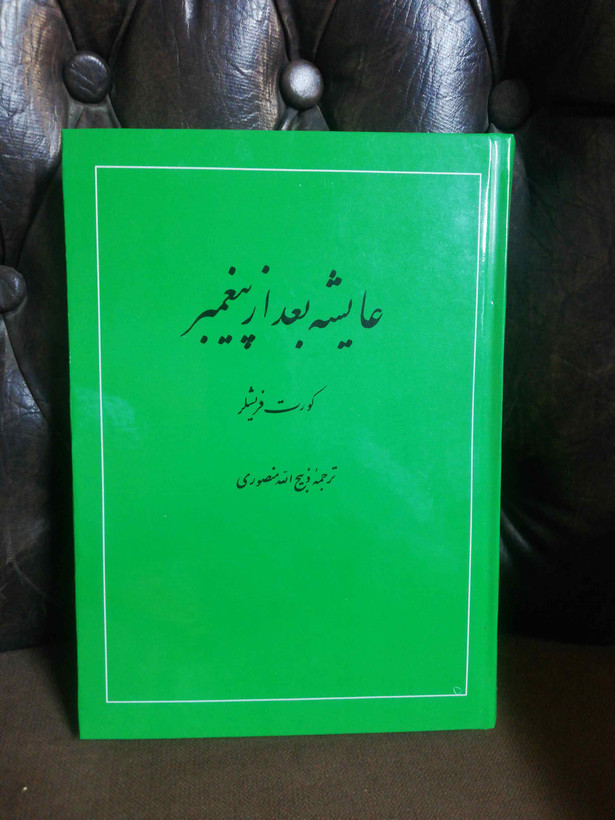 عایشه بعد از پیغمبر
کورت فریشلر
ترجمهٔ ذبیح الله منصوری